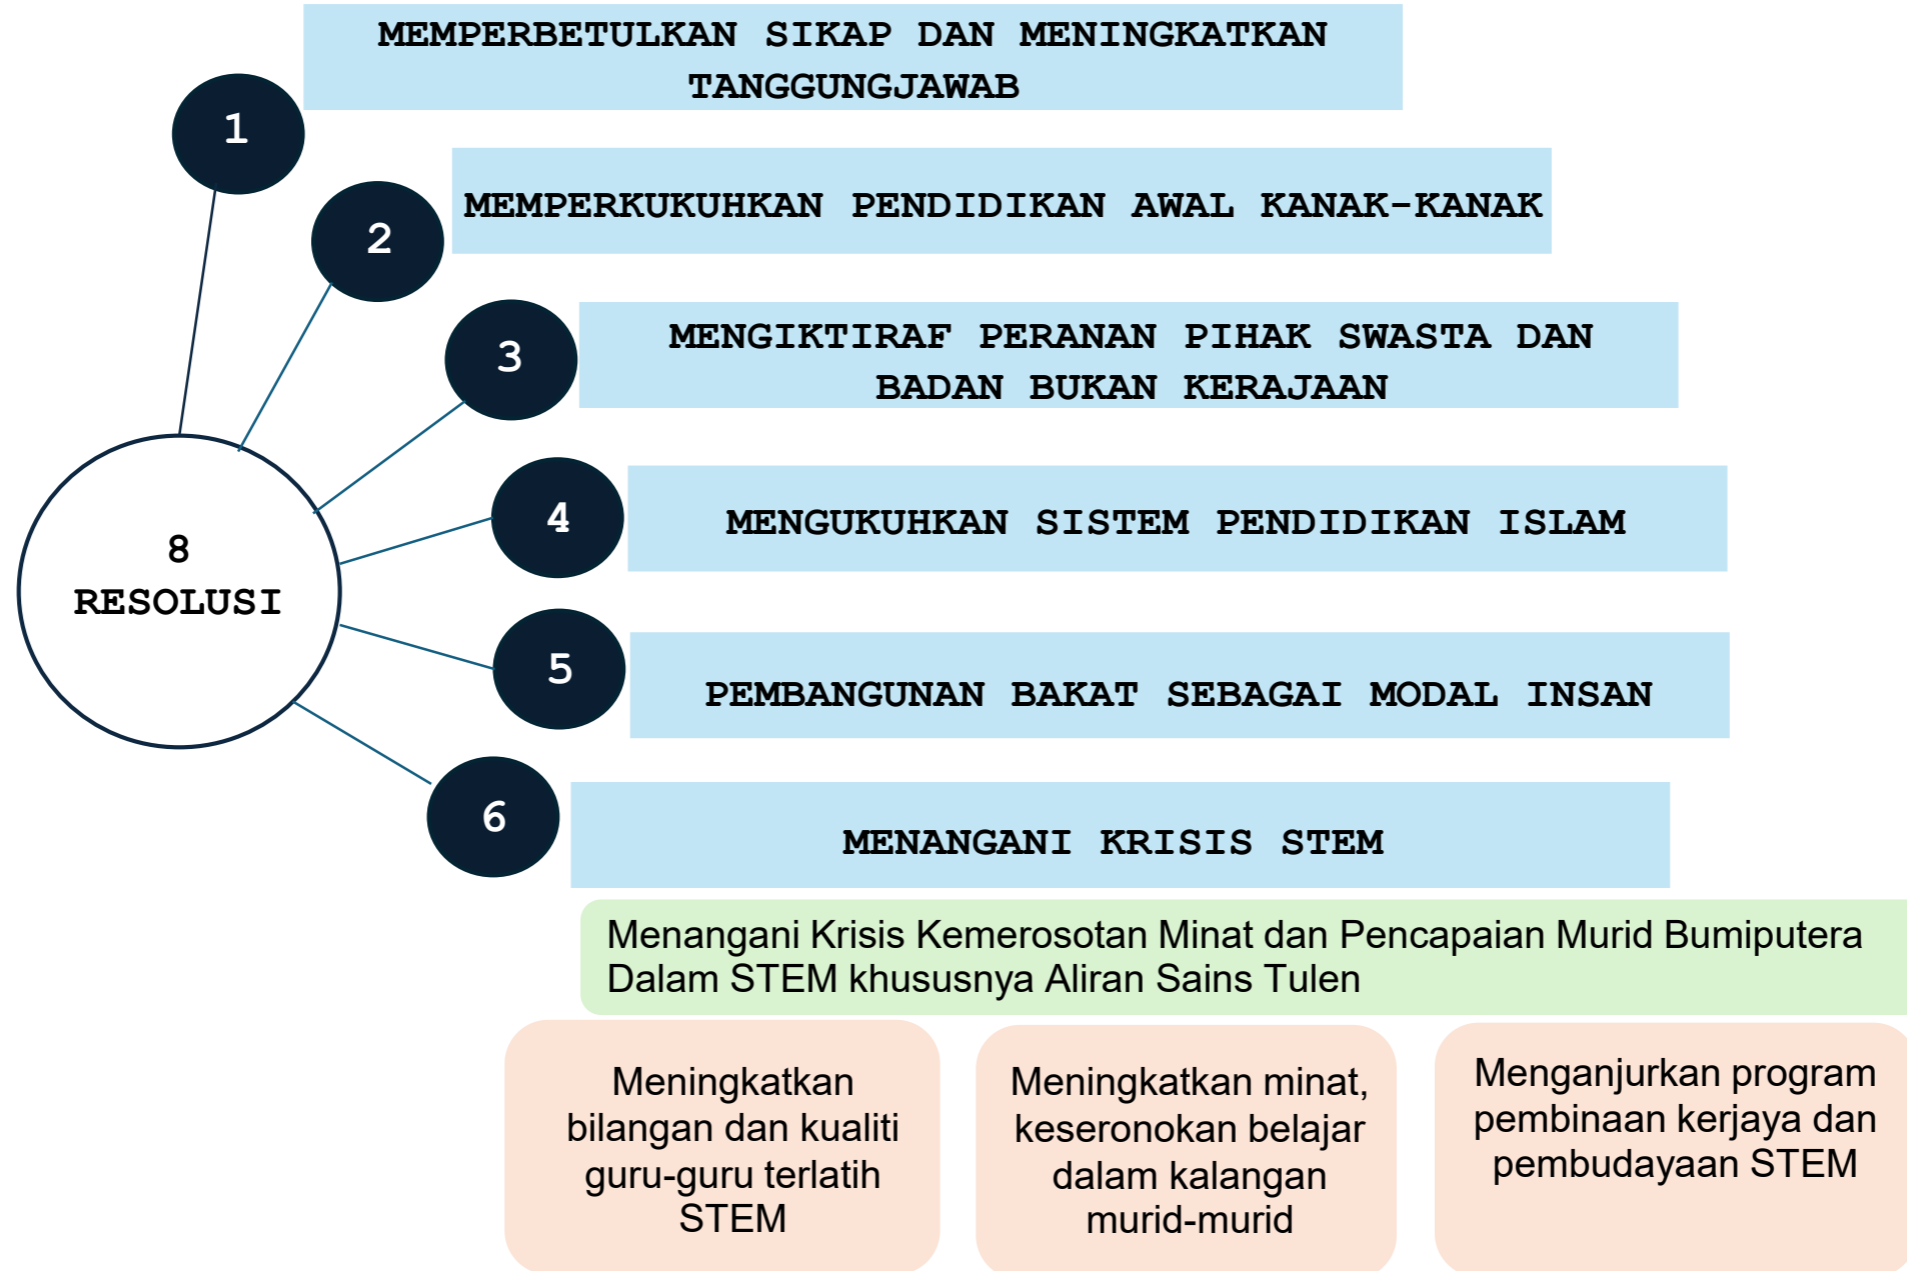 MEMPERBETULKAN SIKAP DAN MENINGKATKAN
TANGGUNGJAWAB
1
MEMPERKUKUHKAN PENDIDIKAN AWAL KANAK-KANAK
2
MENGIKTIRAF PERANAN PIHAK SWASTA DAN
BADAN BUKAN KERAJAAN
3
MENGUKUHKAN SISTEM PENDIDIKAN ISLAM
4
8
RESOLUSI
PEMBANGUNAN BAKAT SEBAGAI MODAL INSAN
5
MENANGANI KRISIS STEM
6
Menangani Krisis Kemerosotan Minat dan Pencapaian Murid Bumiputera
Dalam STEM khususnya Aliran Sains Tulen
Meningkatkan
bilangan dan kualiti
guru-guru terlatih
STEM
Meningkatkan minat,
keseronokan belajar
dalam kalangan
murid-murid
Menganjurkan program
pembinaan kerjaya dan
pembudayaan STEM